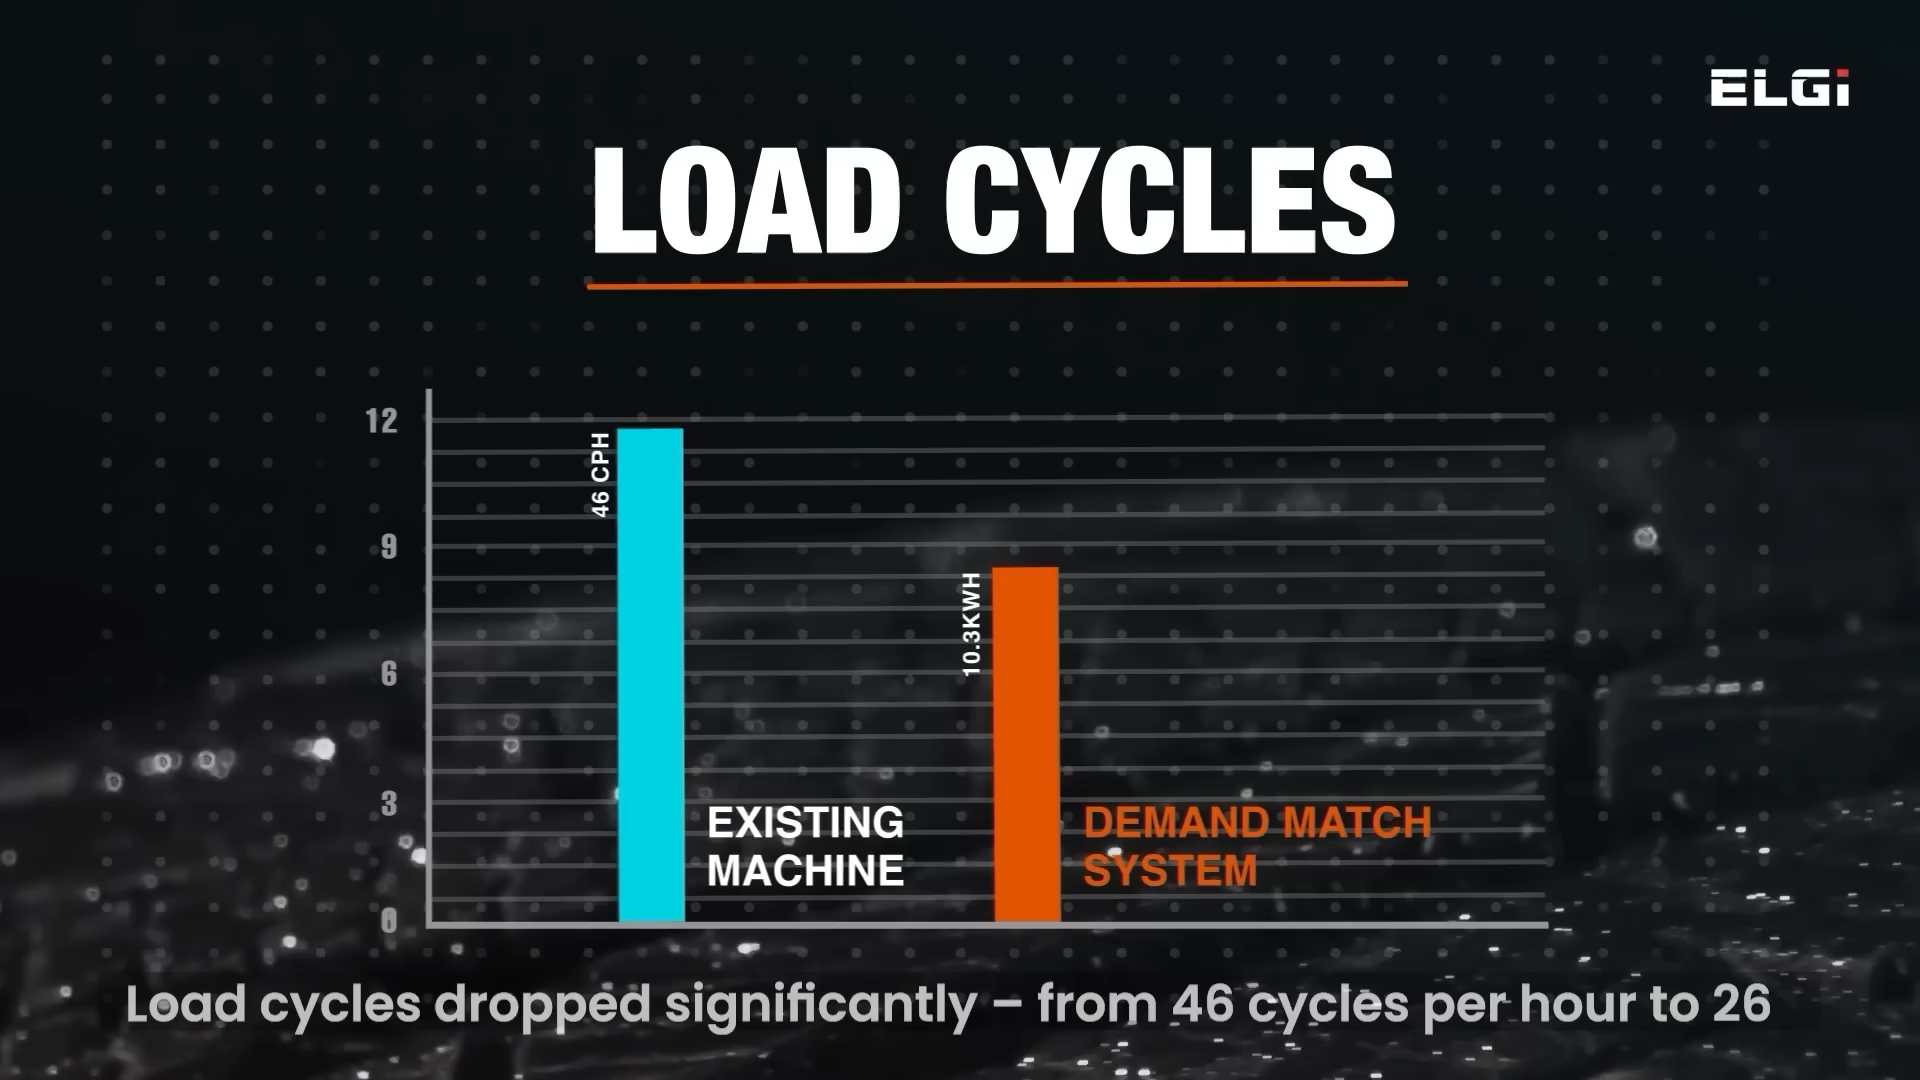 ELGi
LOAD CYCLES
12
9
6
3
0
46 CPH
10.3KWH
EXISTING
MACHINE
DEMAND MATCH
SYSTEM
Load cycles dropped significantly – from 46 cycles per hour to 26